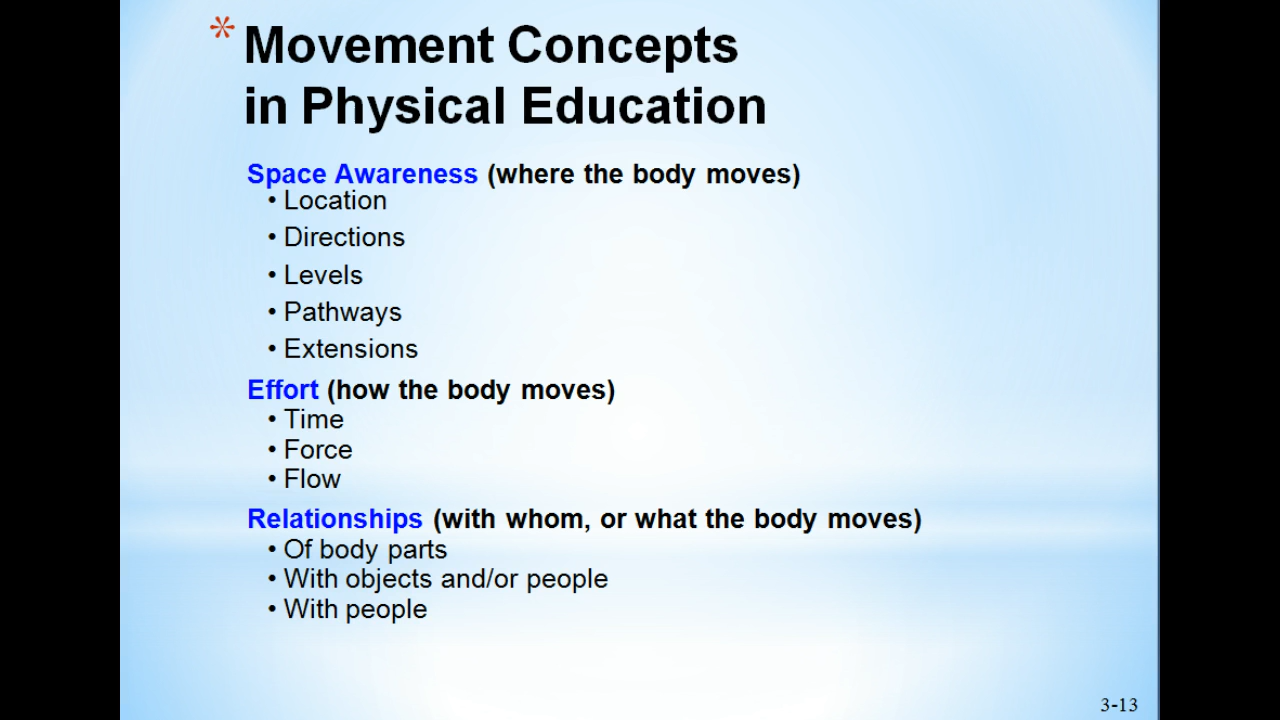 * Movement Concepts
in Physical Education
Space Awareness (where the body moves)
• Location
• Directions
• Levels
• Pathways
• Extensions
Effort (how the body moves)
• Time
• Force
• Flow
Relationships (with whom, or what the body moves)
• Of body parts
• With objects and/or people
• With people
3-13